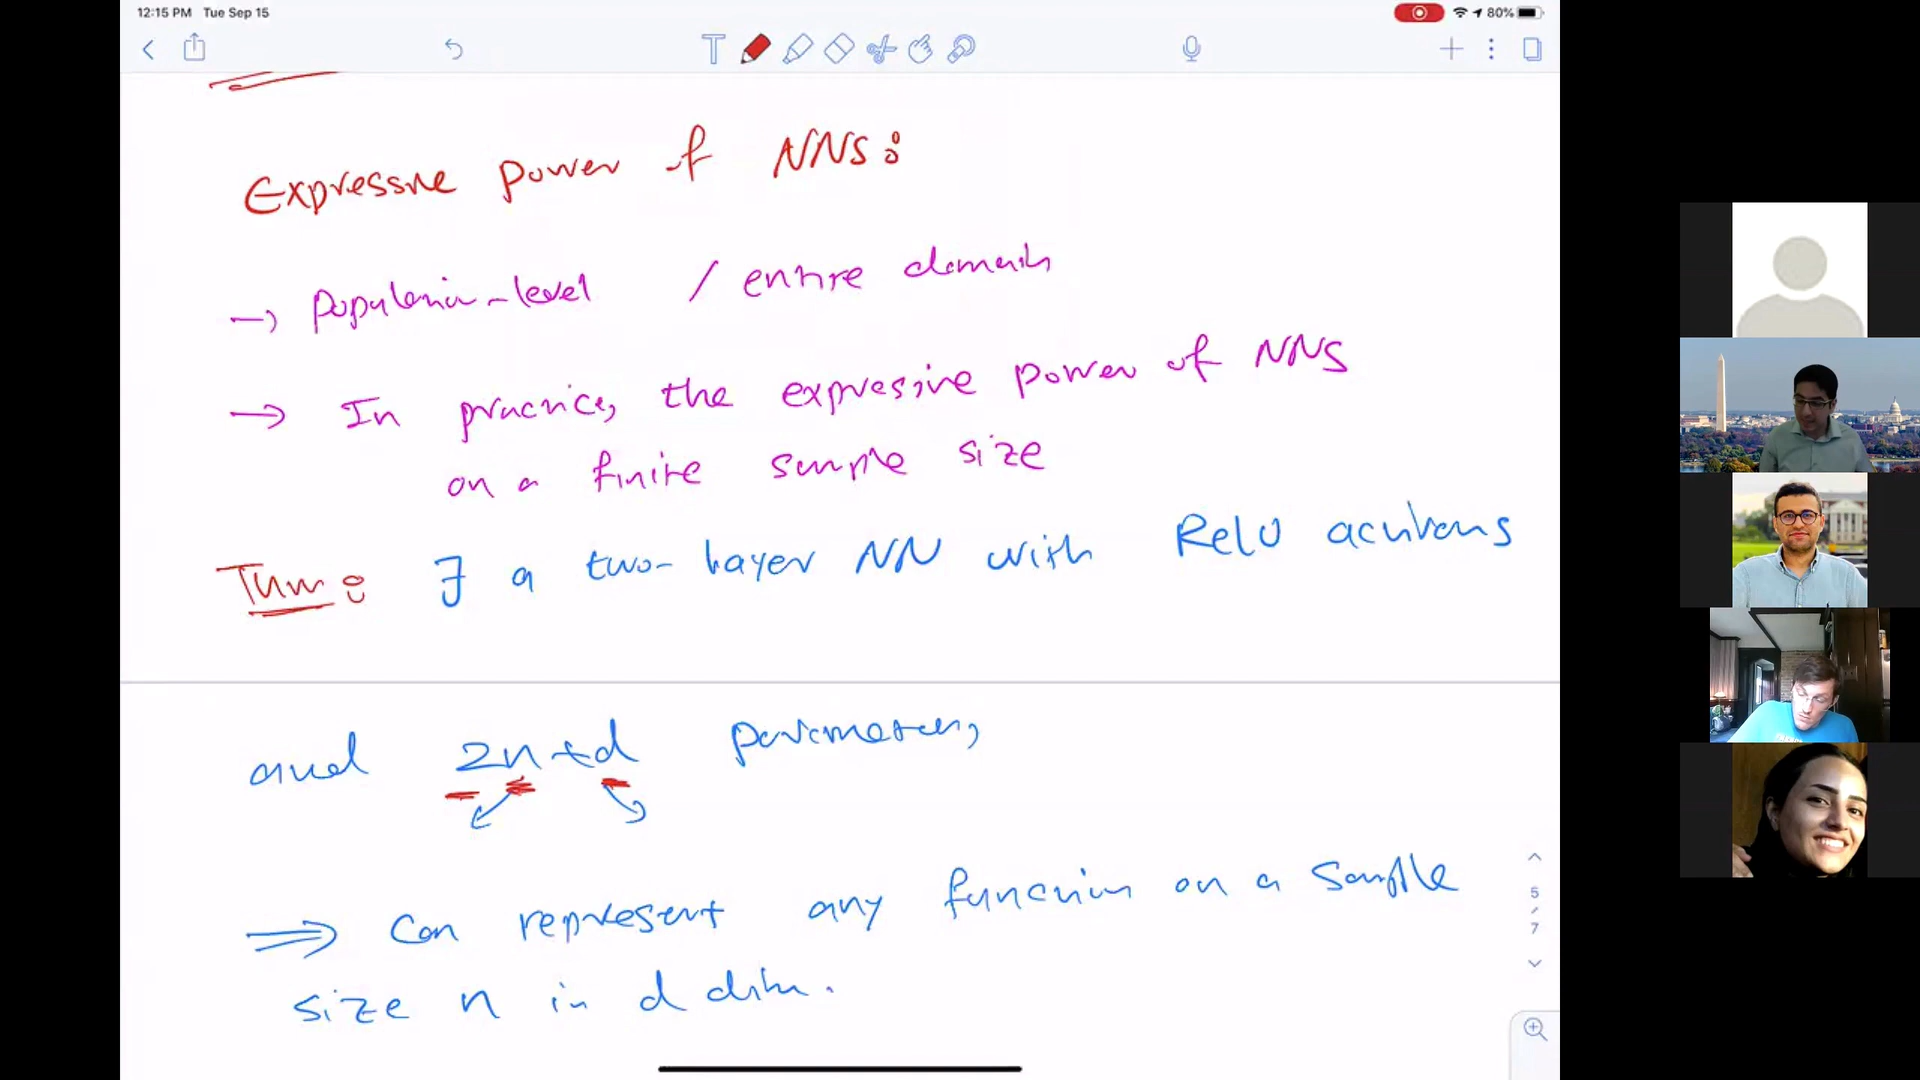 12:15 PM Tue Sep 15
80%
Expressive power of NNs:
→ Population-level / entire domain
→ In practice, the expressive power of NNs
on a finite sample size
Thm: ∃ a two-layer NN with ReLU activations
and 2n+d parameters
⇒ Can represent any function on a sample
size n in d dim.
5
/
7